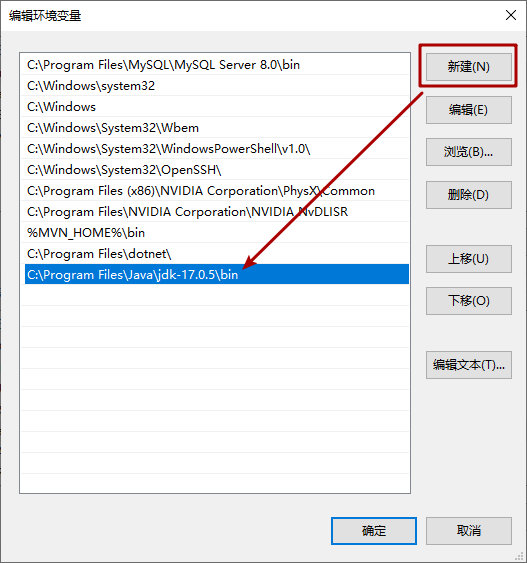 编辑环境变量
C:\Program Files\MySQL\MySQL Server 8.0\bin
C:\Windows\system32
C:\Windows
C:\Windows\System32\Wbem
C:\Windows\System32\WindowsPowerShell\v1.0\
C:\Windows\System32\OpenSSH\
C:\Program Files (x86)\NVIDIA Corporation\PhysX\Common
C:\Program Files\NVIDIA Corporation\NVIDIA NvDLISR
%MVN_HOME%\bin
C:\Program Files\dotnet\
C:\Program Files\Java\jdk-17.0.5\bin
新建(N)
编辑(E)
浏览(B)...
删除(D)
上移(U)
下移(O)
编辑文本(T)...
确定
取消